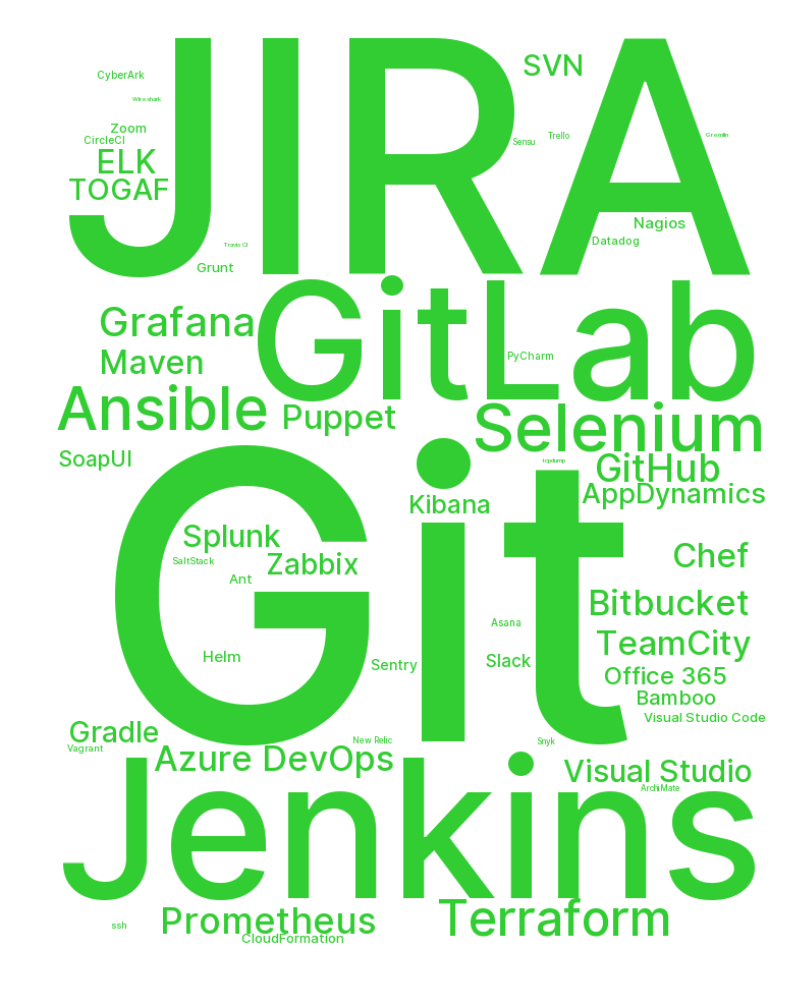 JIRA
SVN
CyberArk
Wireshark
Zoom
CircleCI
Sensu
Trello
Gremlin
ELK
TOGAF
Nagios
Datadog
Travis CI
Grunt
GitLab
Grafana
Maven
PyCharm
Ansible
Puppet
Selenium
SoapUI
tcpdump
GitHub
AppDynamics
Git
Kibana
Splunk
SaltStack
Zabbix
Ant
Chef
Bitbucket
Asana
TeamCity
Helm
Sentry
Slack
Office 365
Bamboo
Visual Studio Code
Gradle
Vagrant
New Relic
Snyk
Azure DevOps
Visual Studio
ArchiMate
Jenkins
Prometheus
Terraform
ssh
CloudFormation